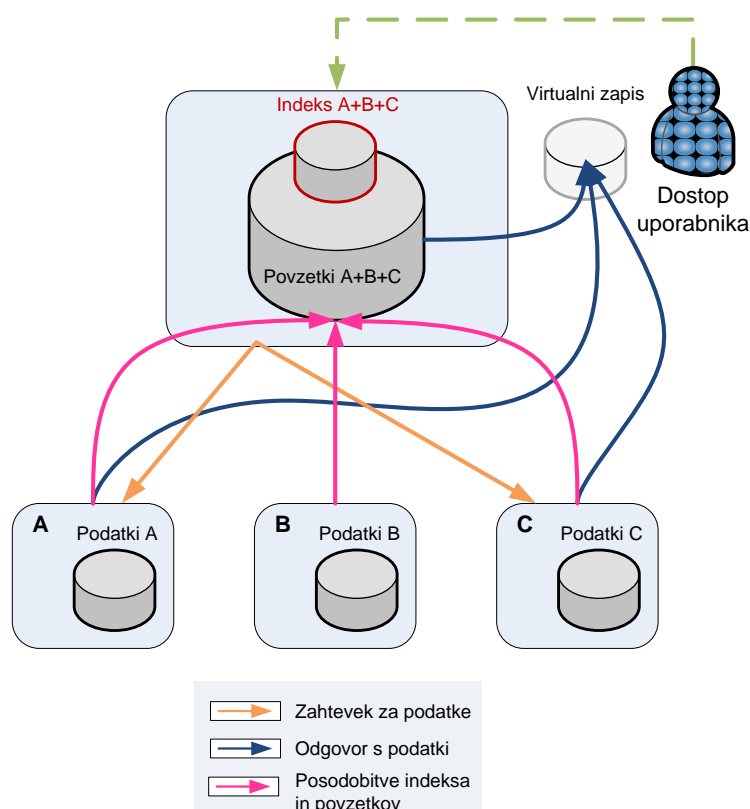 Indeks A+B+C
Virtualni zapis
Dostop
uporabnika
Povzetki A+B+C
A
Podatki A
B
Podatki B
C
Podatki C
Zahtevek za podatke
Odgovor s podatki
Posodobitve indeksa
in povzetkov